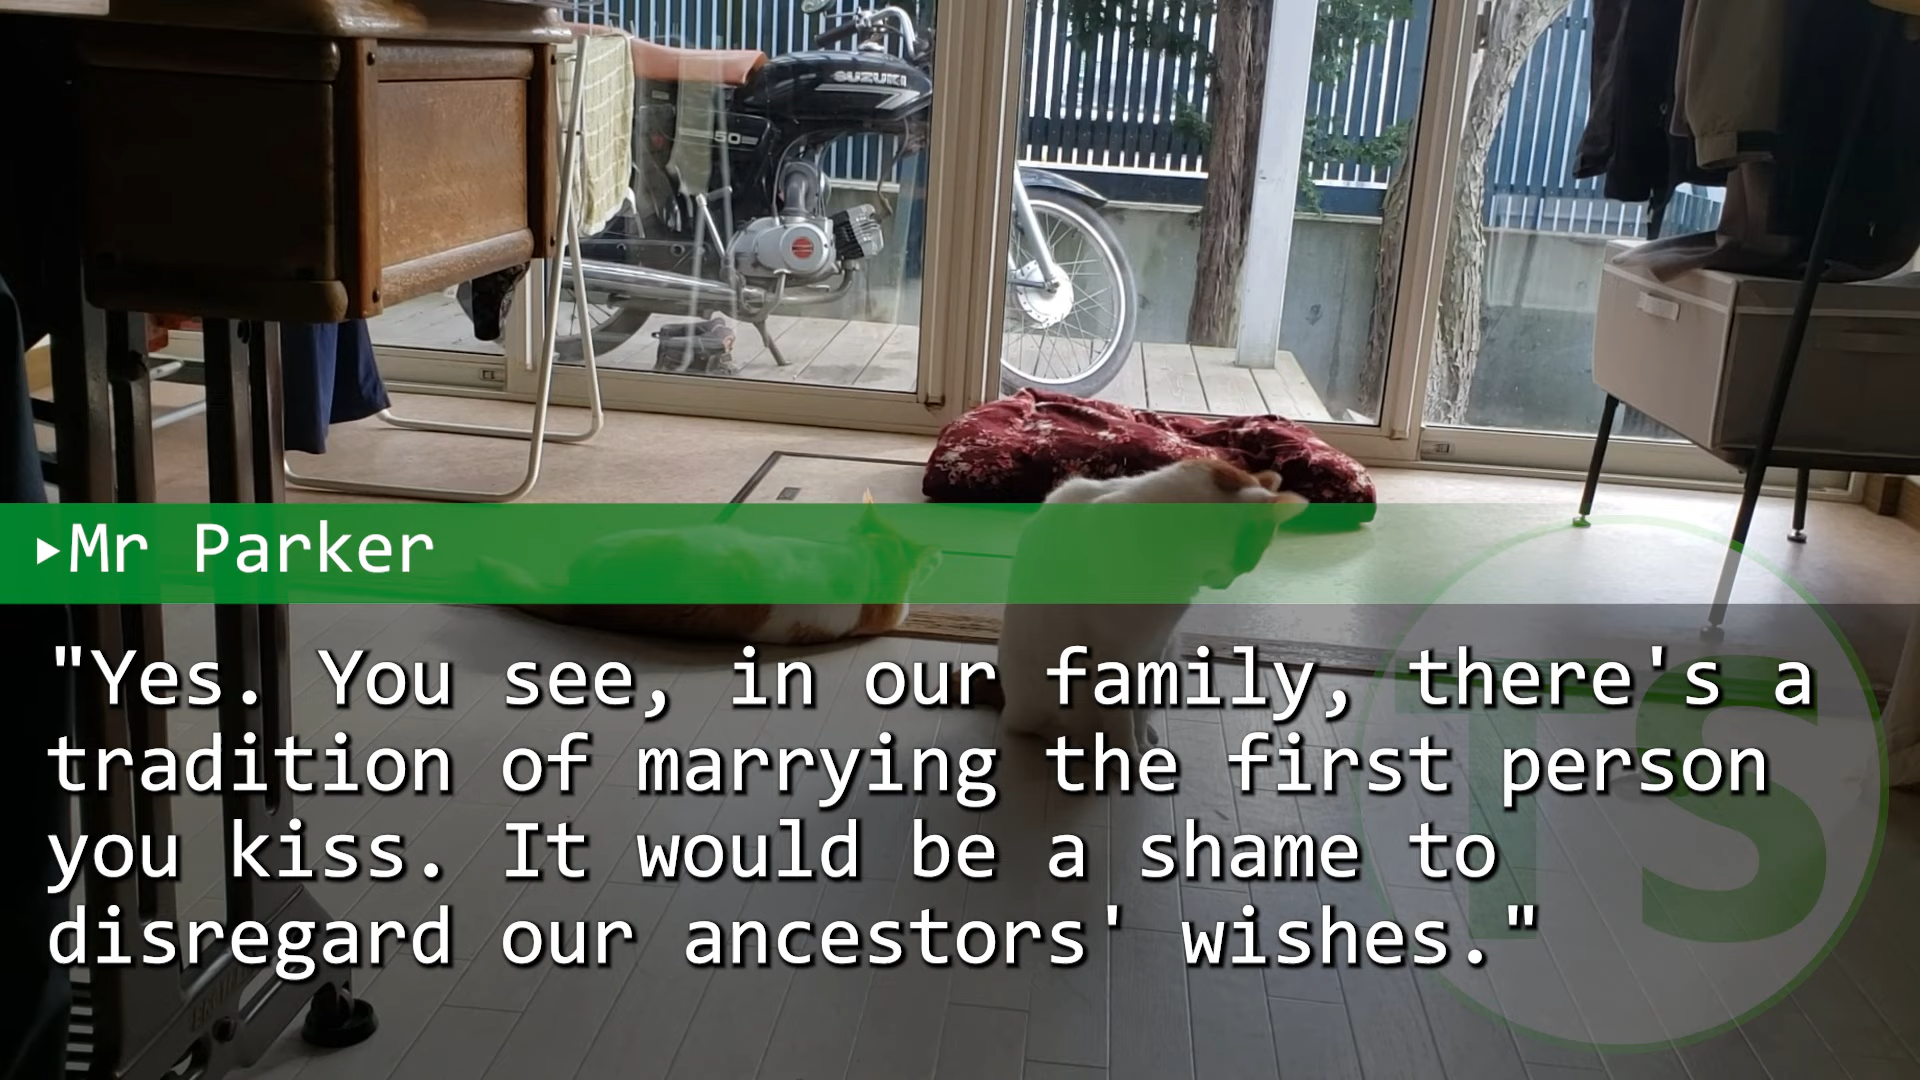 SUZUKI
50
▶Mr Parker
"Yes. You see, in our family, there's a
tradition of marrying the first person
you kiss. It would be a shame to
disregard our ancestors' wishes."
TS